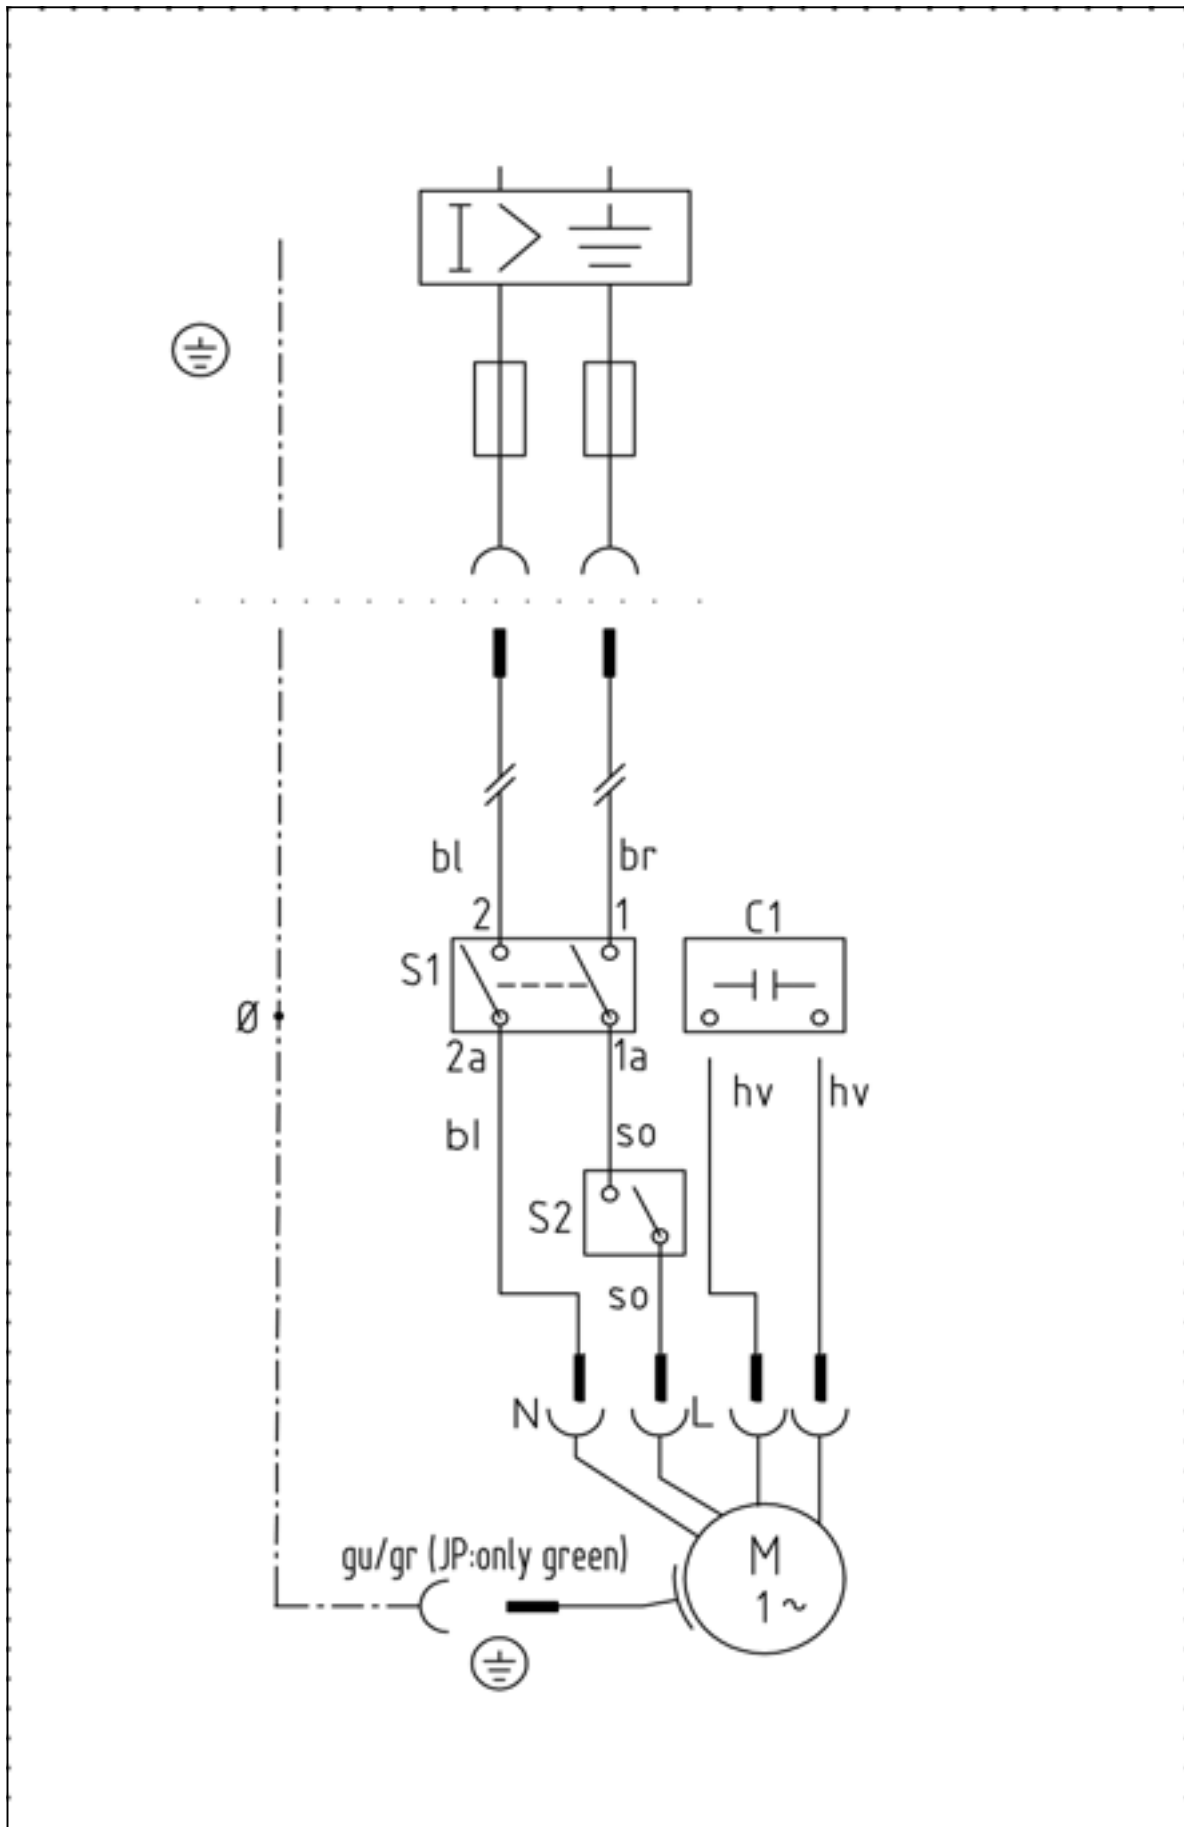 bl br
2 1
C1
S1
Ø
2a 1a
hv hv
bl so
S2
so
N L
gu/gr (JP:only green)
M
1~